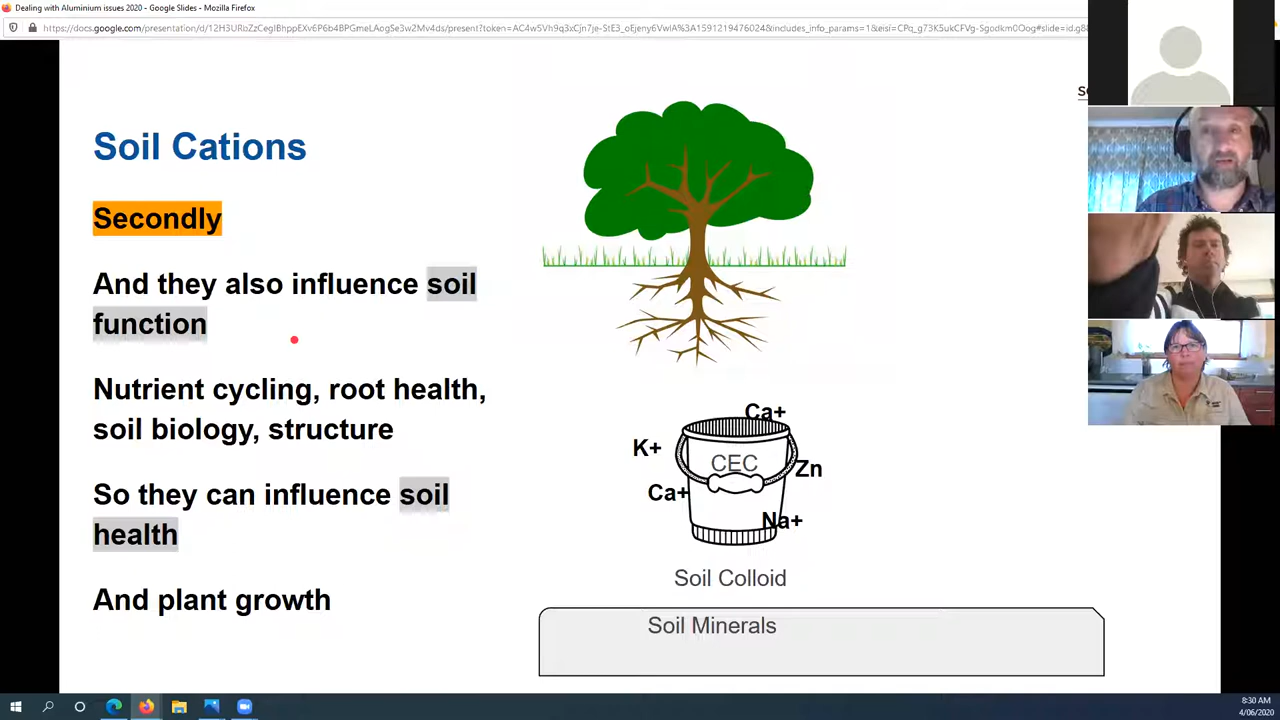 Dealing with Aluminium issues 2020 - Google Slides - Mozilla Firefox
Soil Cations
Secondly
And they also influence soil
function
Nutrient cycling, root health,
soil biology, structure
So they can influence soil
health
And plant growth
Ca+
K+
CEC
Zn
Ca+
Na+
Soil Colloid
Soil Minerals
8:30 AM
4/06/2020